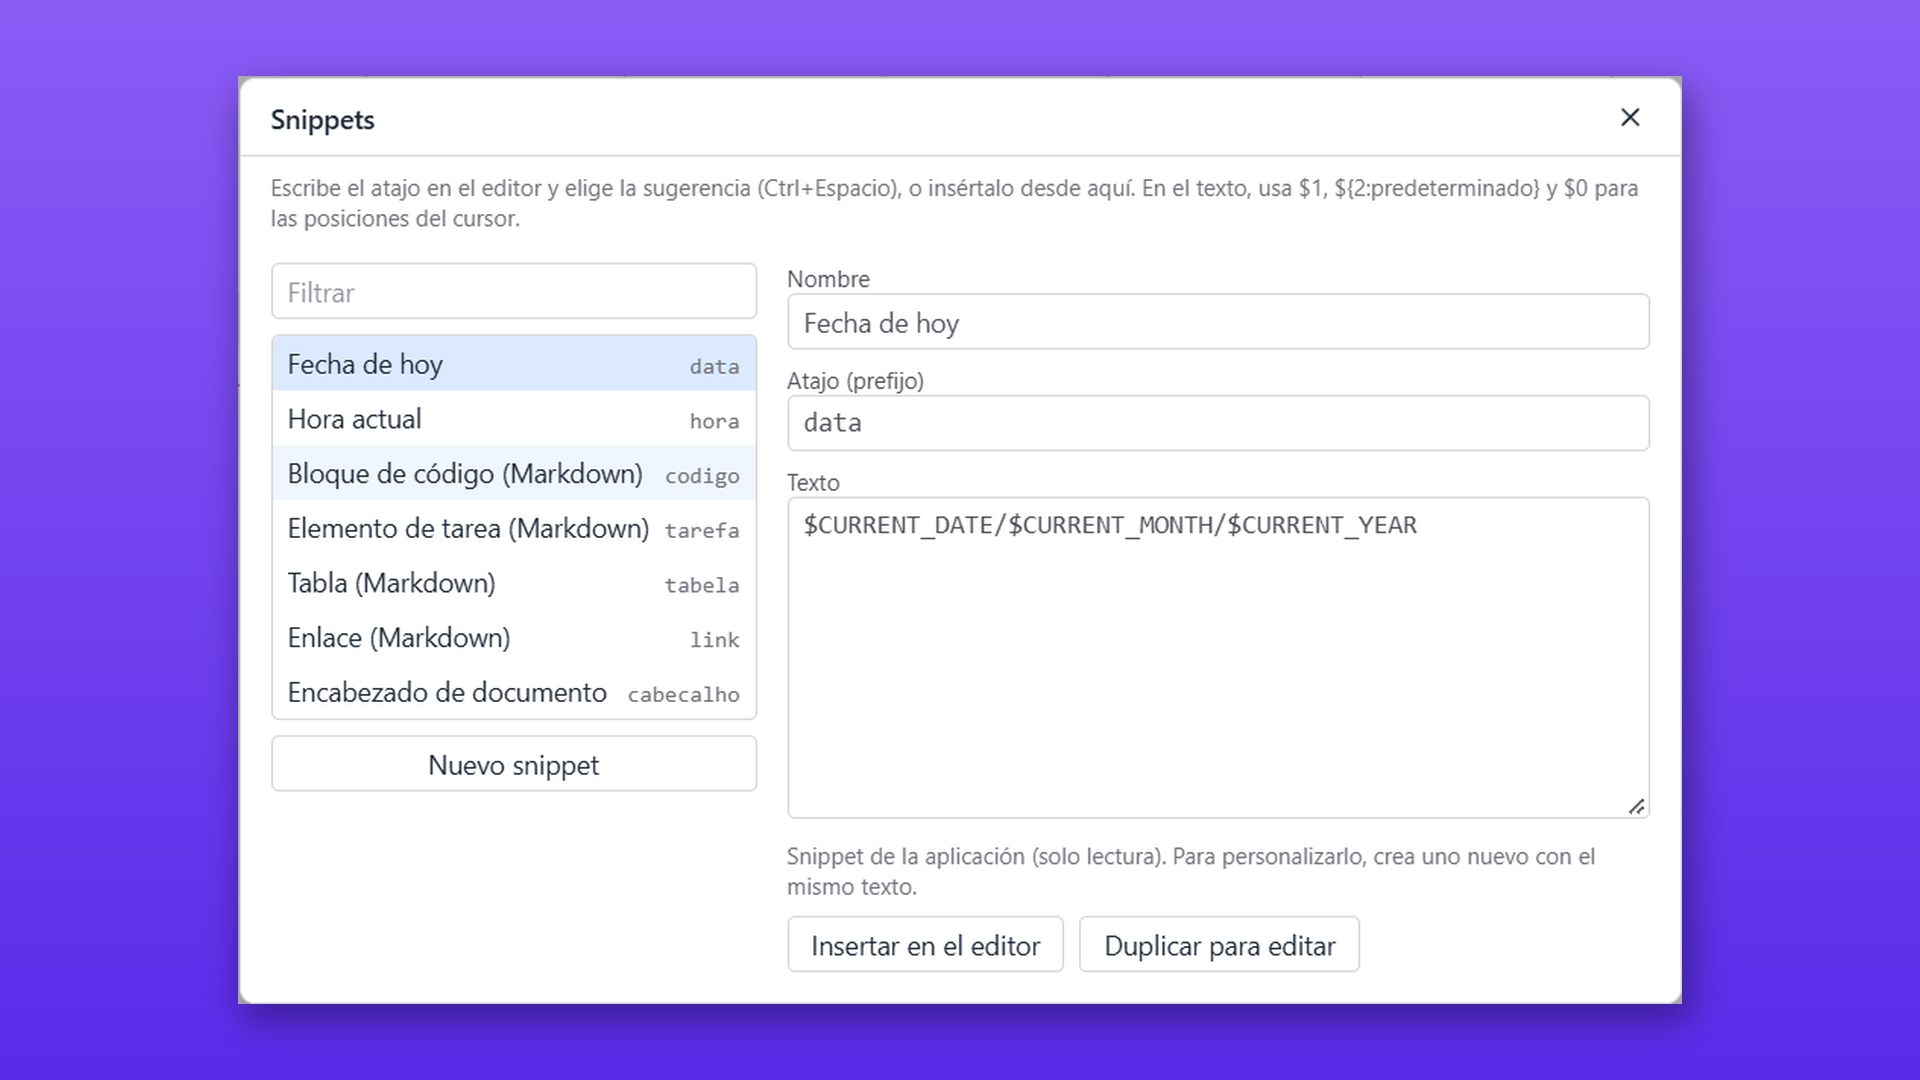 Snippets
Escribe el atajo en el editor y elige la sugerencia (Ctrl+Espacio), o insértalo desde aquí. En el texto, usa $1, ${2:predeterminado} y $0 para
las posiciones del cursor.
Filtrar
Fecha de hoy data
Hora actual hora
Bloque de código (Markdown) codigo
Elemento de tarea (Markdown) tarefa
Tabla (Markdown) tabela
Enlace (Markdown) link
Encabezado de documento cabecalho
Nuevo snippet
Nombre
Fecha de hoy
Atajo (prefijo)
data
Texto
$CURRENT_DATE/$CURRENT_MONTH/$CURRENT_YEAR
Snippet de la aplicación (solo lectura). Para personalizarlo, crea uno nuevo con el
mismo texto.
Insertar en el editor
Duplicar para editar